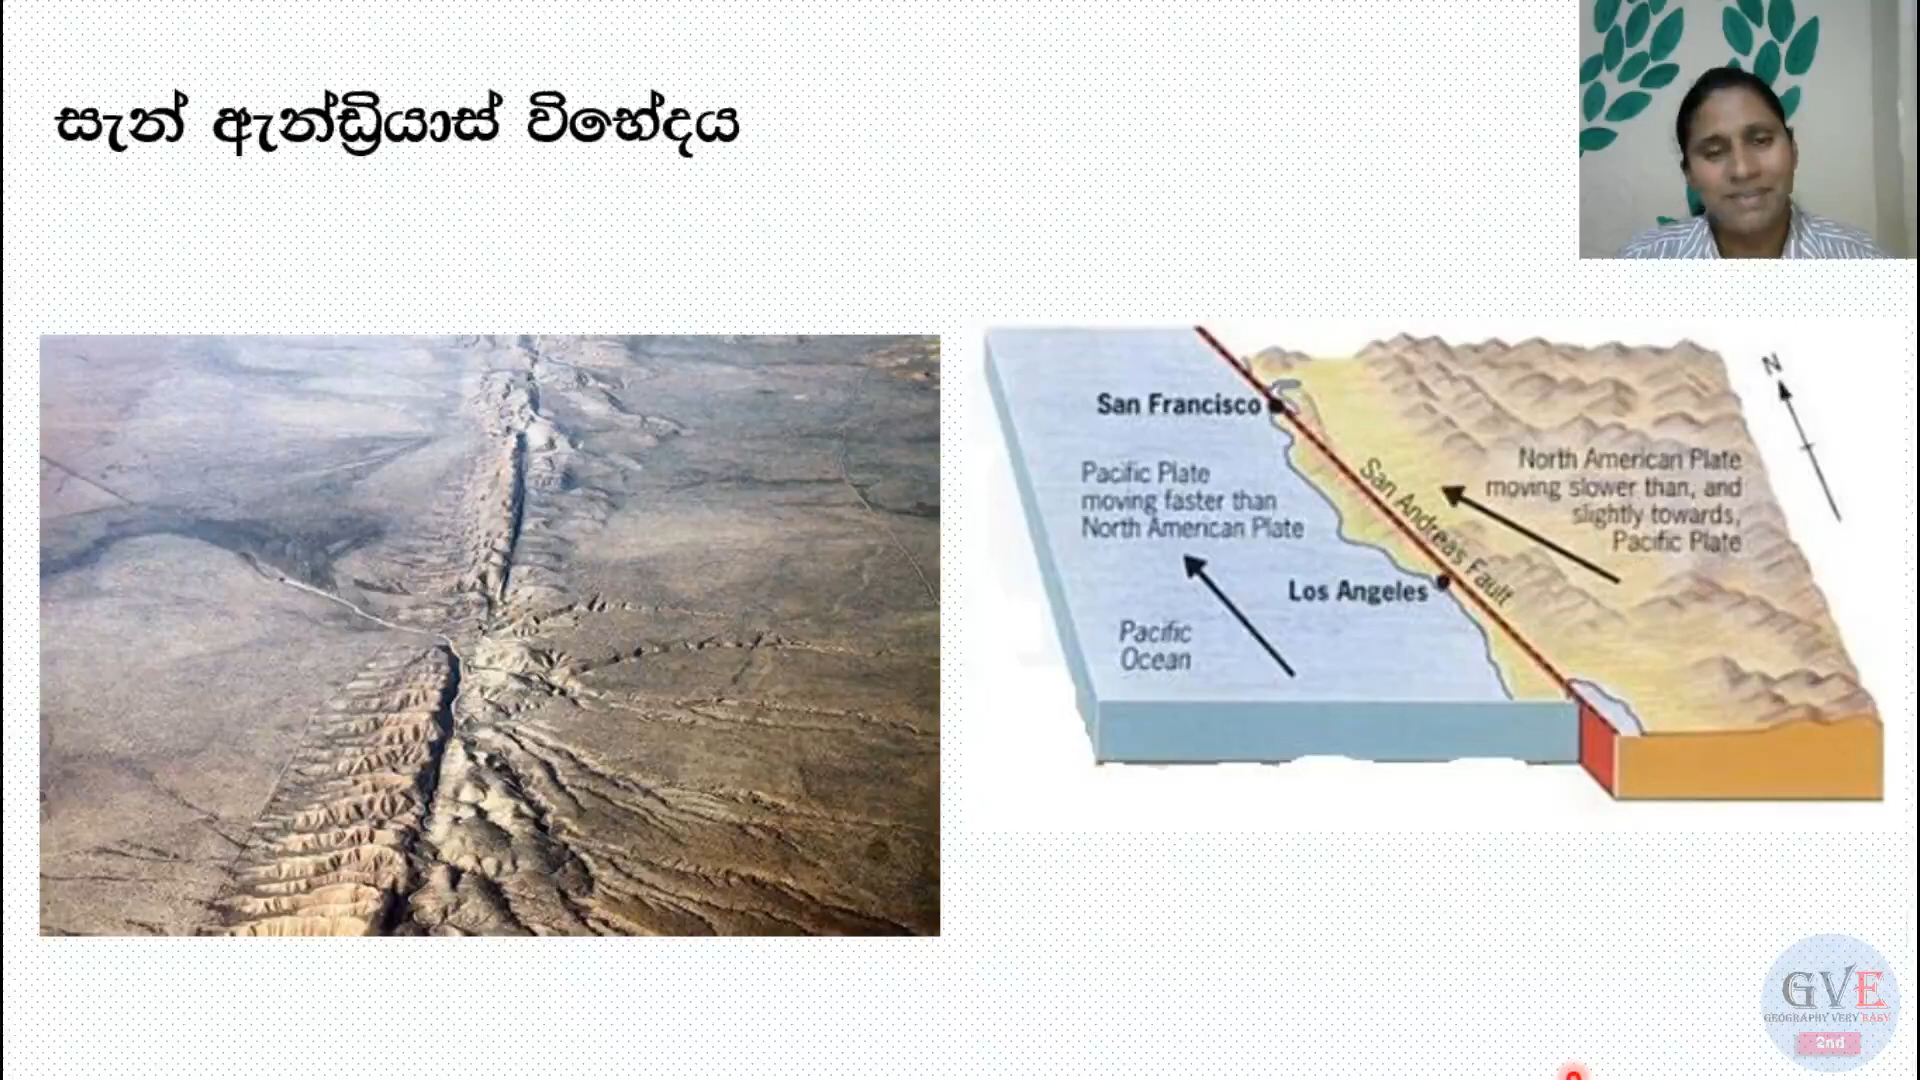 සැන් ඇන්ඩ්‍රියාස් විභේදය
San Francisco
Pacific Plate
moving faster than
North American Plate
Los Angeles
Pacific
Ocean
San Andreas Fault
North American Plate
moving slower than, and
slightly towards,
Pacific Plate
N
GVE
GEOGRAPHY VERY EASY
2nd